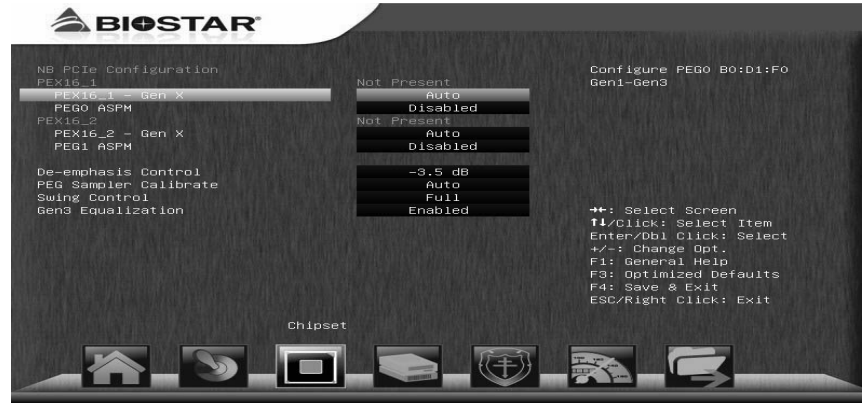 BIOSTAR
NB PCIe Configuration
PEX16_1 Not Present
PEX16_1 - Gen X Auto
PEG0 ASPM Disabled
PEX16_2 Not Present
PEX16_2 - Gen X Auto
PEG1 ASPM Disabled
De-emphasis Control -3.5 dB
PEG Sampler Calibrate Auto
Swing Control Full
Gen3 Equalization Enabled
Configure PEG0 B0:D1:F0
Gen1-Gen3
→←: Select Screen
↑↓/Click: Select Item
Enter/Dbl Click: Select
+/-: Change Opt.
F1: General Help
F3: Optimized Defaults
F4: Save & Exit
ESC/Right Click: Exit
Chipset